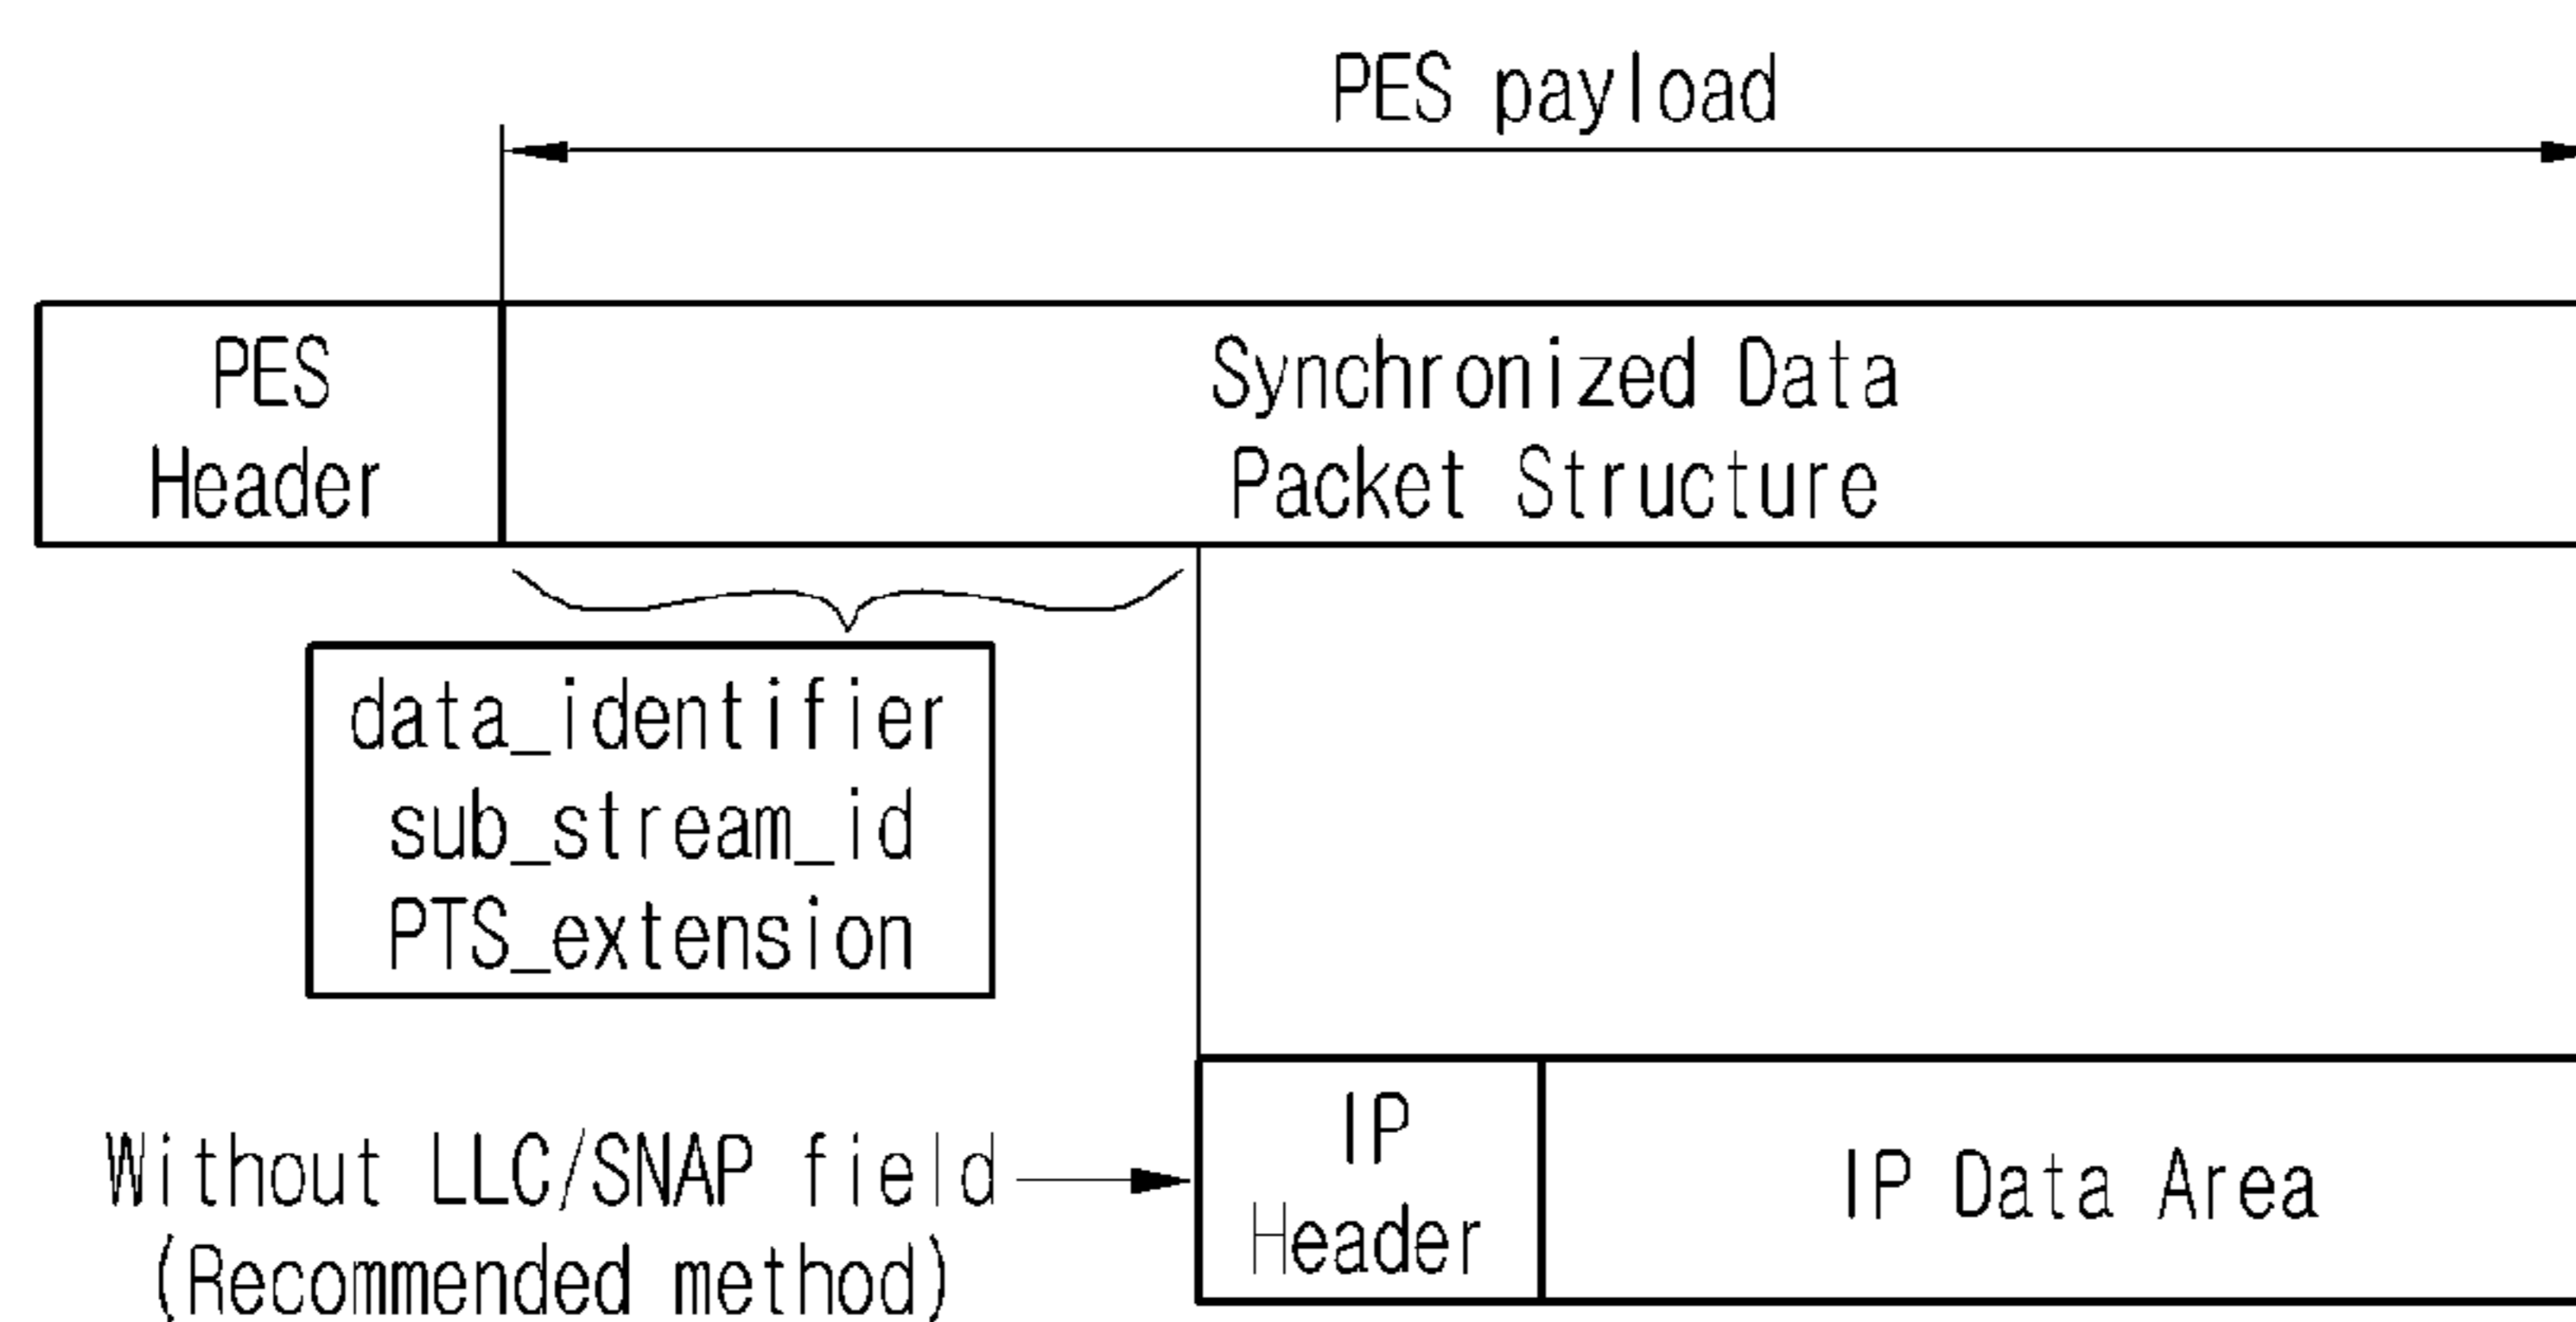 PES payload
PES
Header
Synchronized Data
Packet Structure
data_identifier
sub_stream_id
PTS_extension
Without LLC/SNAP field
(Recommended method)
IP
Header
IP Data Area